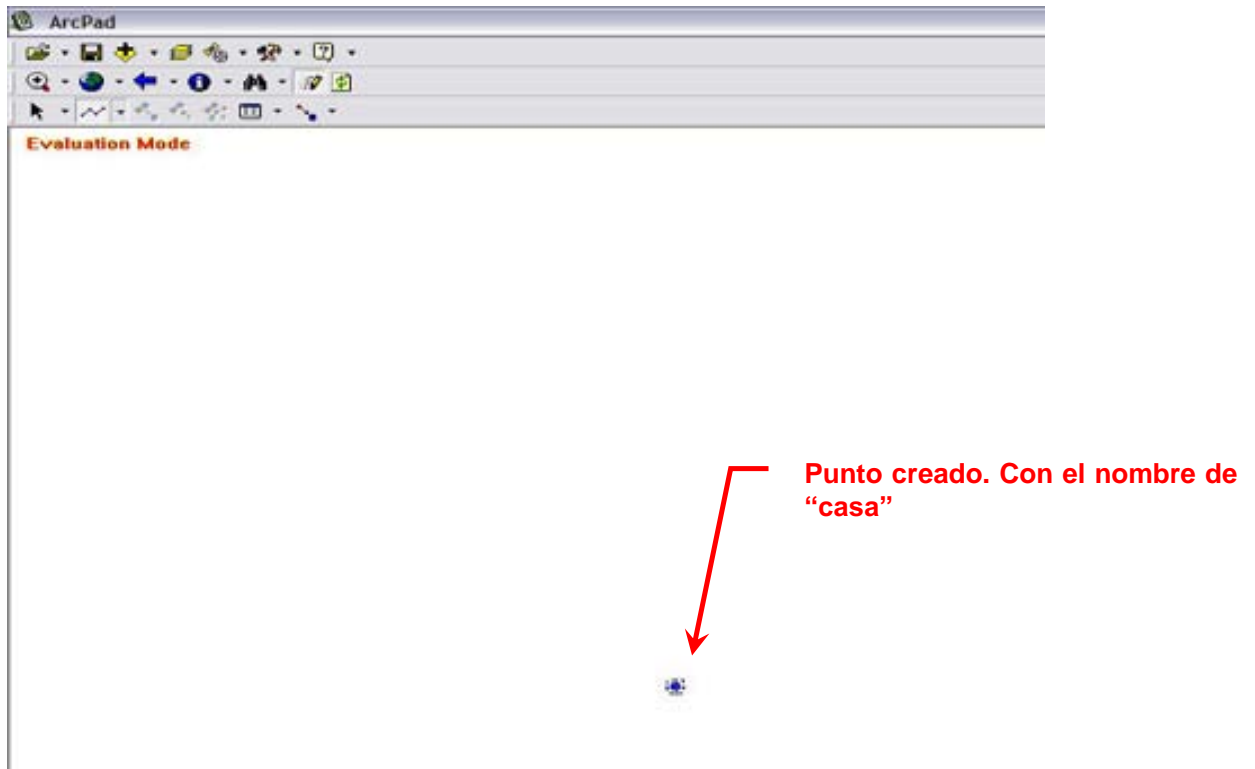 ArcPad
Evaluation Mode
Punto creado. Con el nombre de
“casa”